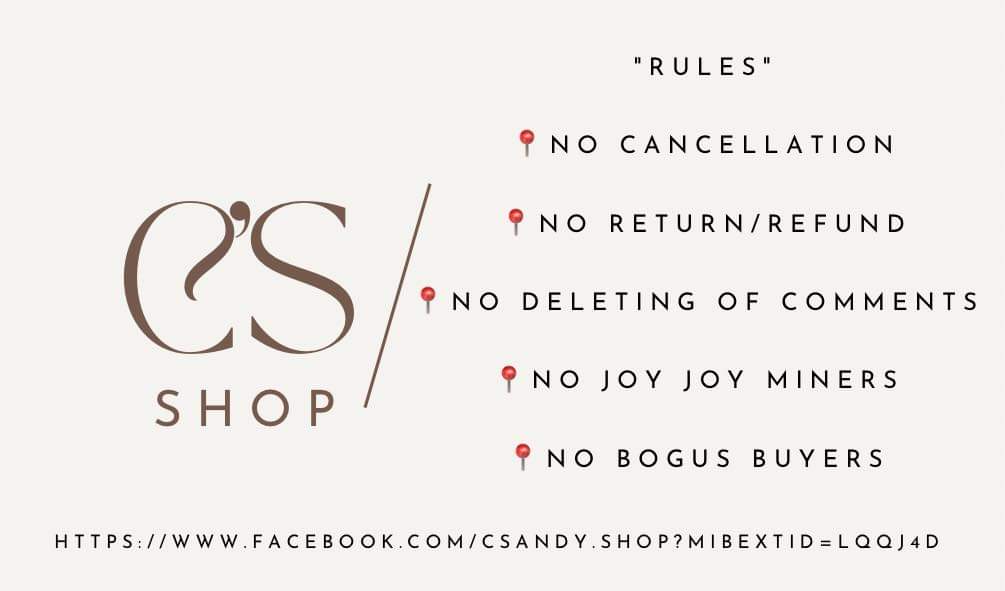 "RULES"
📍NO CANCELLATION
📍NO RETURN/REFUND
📍NO DELETING OF COMMENTS
📍NO JOY JOY MINERS
📍NO BOGUS BUYERS
C'S
SHOP
HTTPS://WWW.FACEBOOK.COM/CSANDY.SHOP?MIBEXTID=LQQJ4D